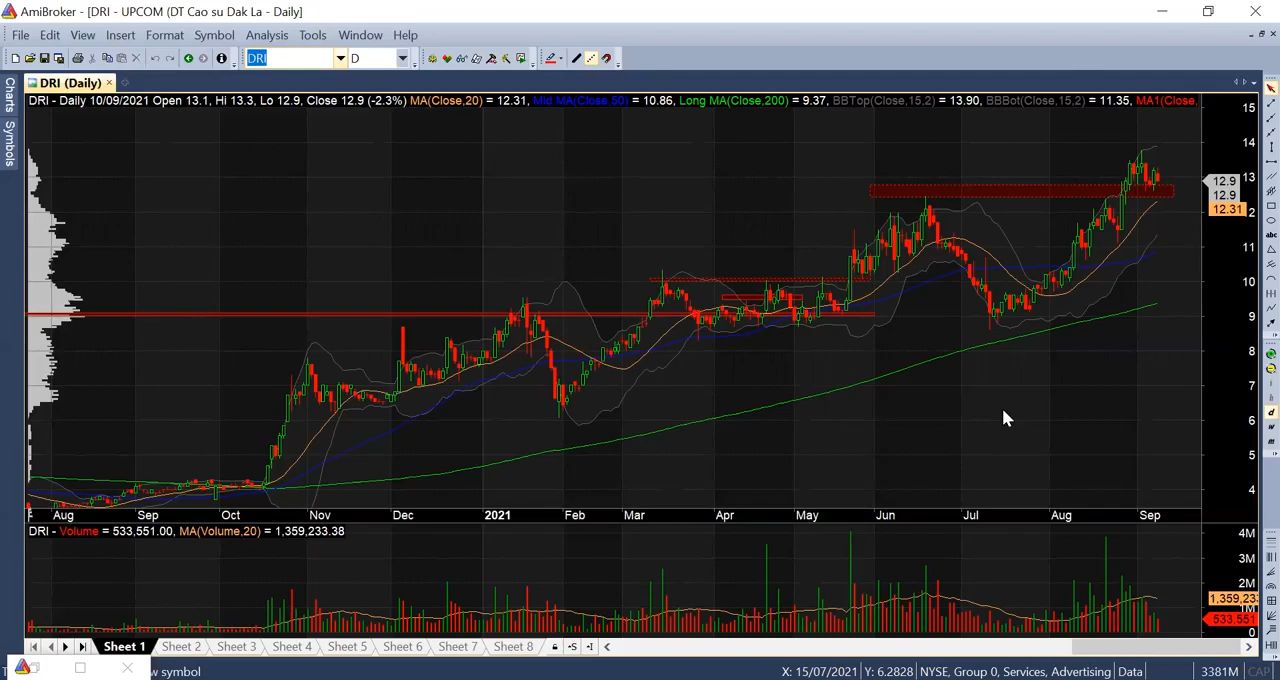 AmiBroker - [DRI - UPCOM (DT Cao su Dak La - Daily)]
File Edit View Insert Format Symbol Analysis Tools Window Help
DRI D
DRI (Daily)
Charts
Symbols
DRI - Daily 10/09/2021 Open 13.1, Hi 13.3, Lo 12.9, Close 12.9 (-2.3%) MA(Close,20) = 12.31, Mid MA(Close,50) = 10.86, Long MA(Close,200) = 9.37, BBTop(Close,15,2) = 13.90, BBBot(Close,15,2) = 11.35, MA1(Close,
15
14
13
12.9
12.9
12.31
12
11
10
9
8
7
6
5
4
Aug Sep Oct Nov Dec 2021 Feb Mar Apr May Jun Jul Aug Sep
DRI - Volume = 533,551.00, MA(Volume,20) = 1,359,233.38
4M
3M
2M
1,359,233
1M
533,551
0
abc
d
w
m
Sheet 1 Sheet 2 Sheet 3 Sheet 4 Sheet 5 Sheet 6 Sheet 7 Sheet 8
w symbol X: 15/07/2021 Y: 6.2828 NYSE, Group 0, Services, Advertising Data 3381M CAP